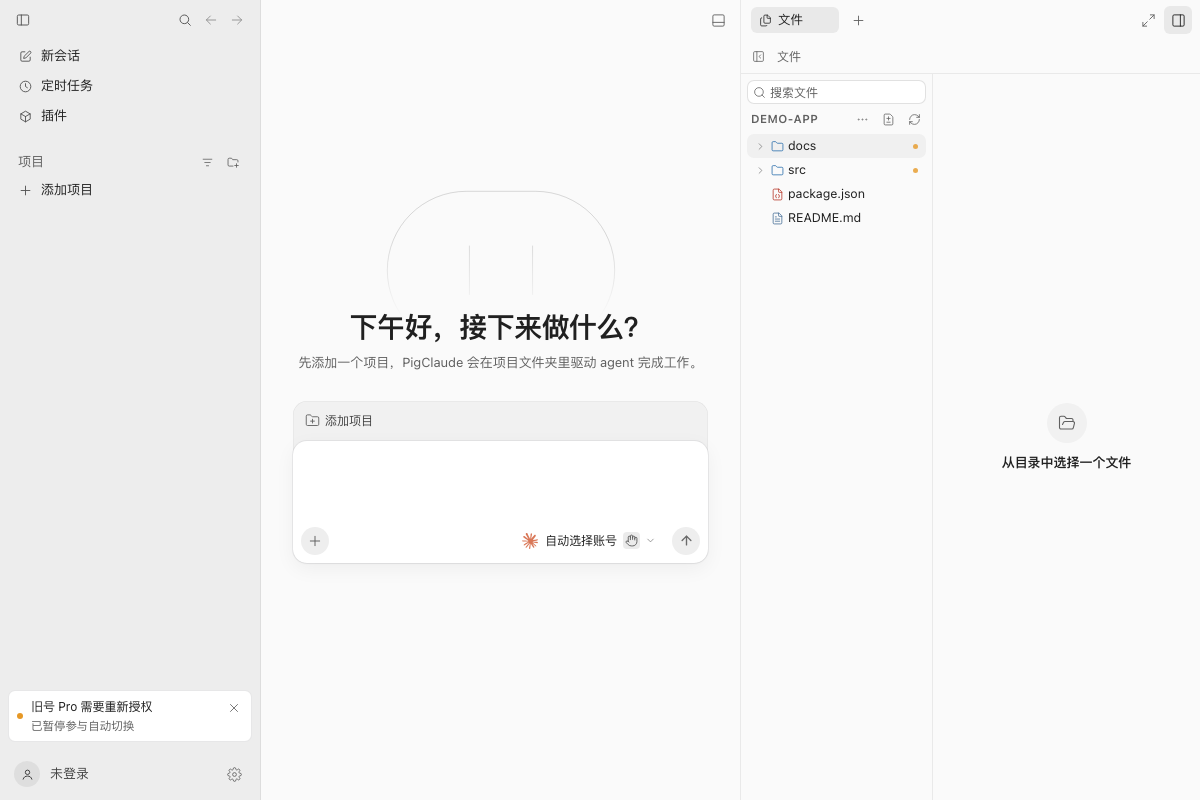 新会话
定时任务
插件
项目
添加项目
旧号 Pro 需要重新授权
已暂停参与自动切换
未登录
下午好，接下来做什么?
先添加一个项目，PigClaude 会在项目文件夹里驱动 agent 完成工作。
添加项目
自动选择账号
文件
文件
搜索文件
DEMO-APP
docs
src
package.json
README.md
从目录中选择一个文件